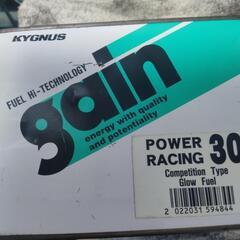 KYGNUS
FUEL HI-TECHNOLOGY
gain
energy with quality
and potentiality
POWER
RACING 30
Competition Type
Glow Fuel
2 022031 594844